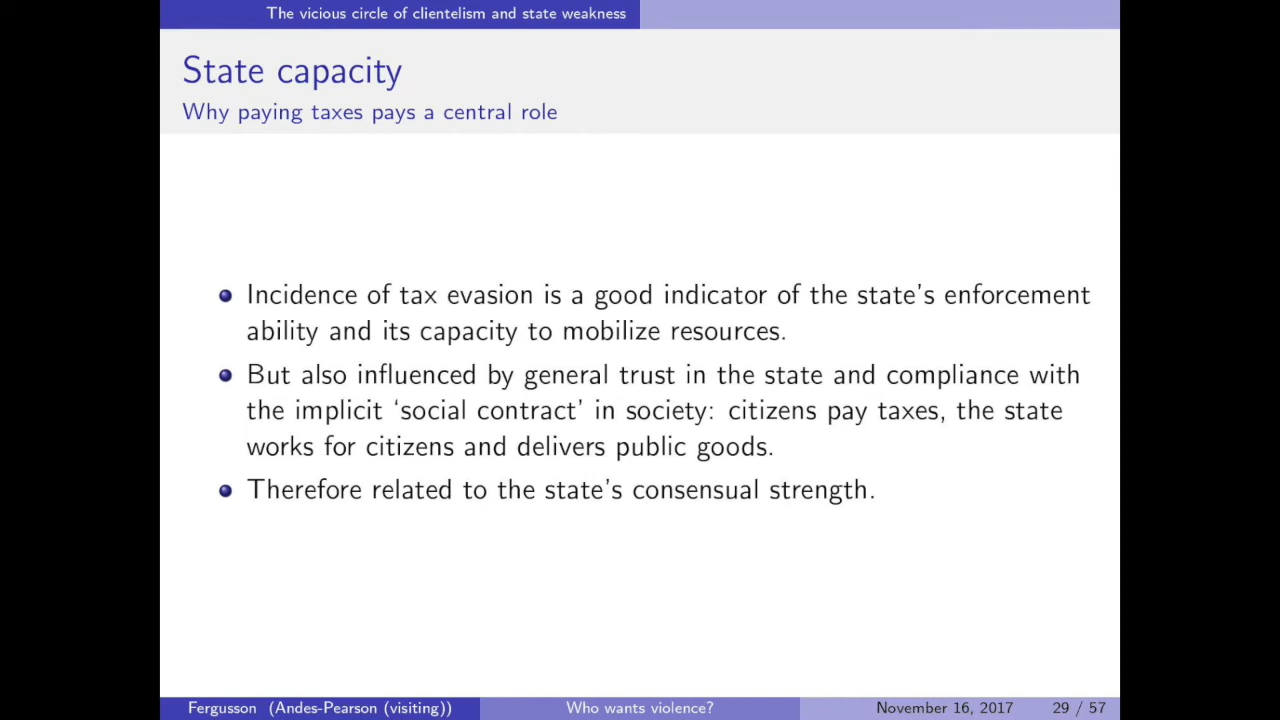 The vicious circle of clientelism and state weakness
State capacity
Why paying taxes pays a central role
Incidence of tax evasion is a good indicator of the state's enforcement
ability and its capacity to mobilize resources.
But also influenced by general trust in the state and compliance with
the implicit ‘social contract’ in society: citizens pay taxes, the state
works for citizens and delivers public goods.
Therefore related to the state's consensual strength.
Fergusson (Andes-Pearson (visiting)) Who wants violence? November 16, 2017 29 / 57